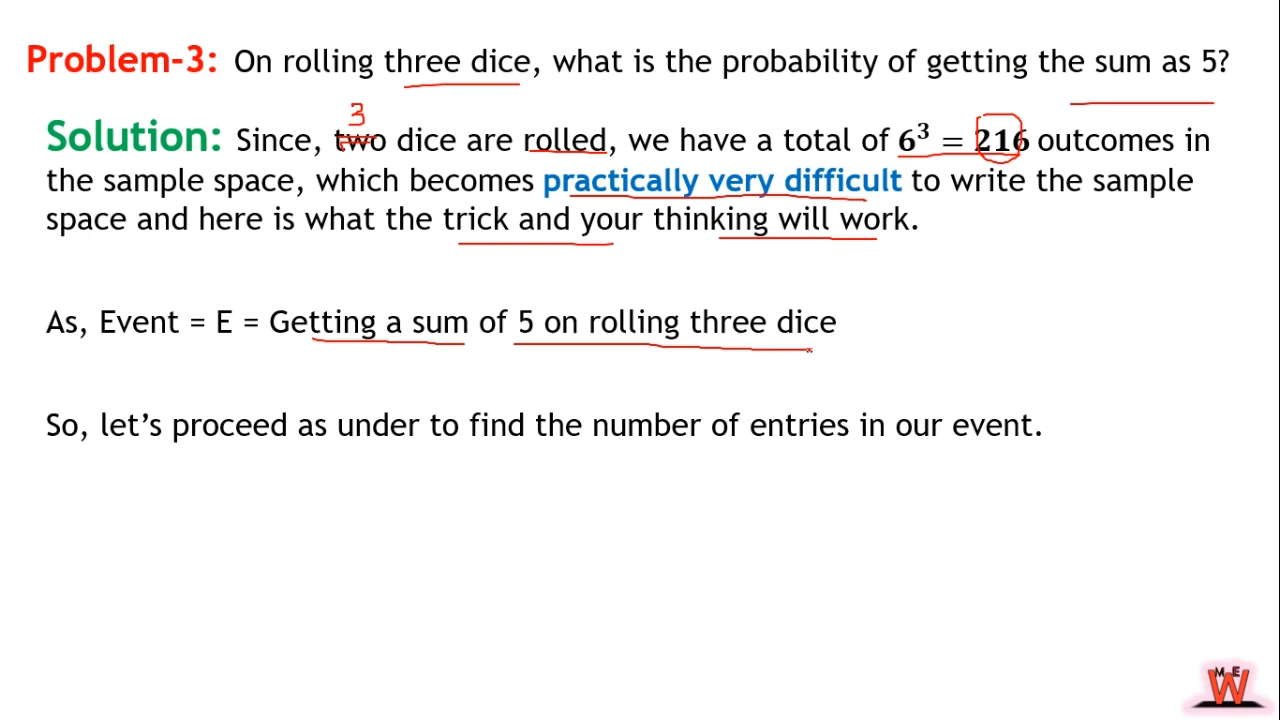 Problem-3: On rolling three dice, what is the probability of getting the sum as 5?
3
Solution: Since, two dice are rolled, we have a total of 6³ = 216 outcomes in
the sample space, which becomes practically very difficult to write the sample
space and here is what the trick and your thinking will work.
As, Event = E = Getting a sum of 5 on rolling three dice
So, let’s proceed as under to find the number of entries in our event.
M E
W